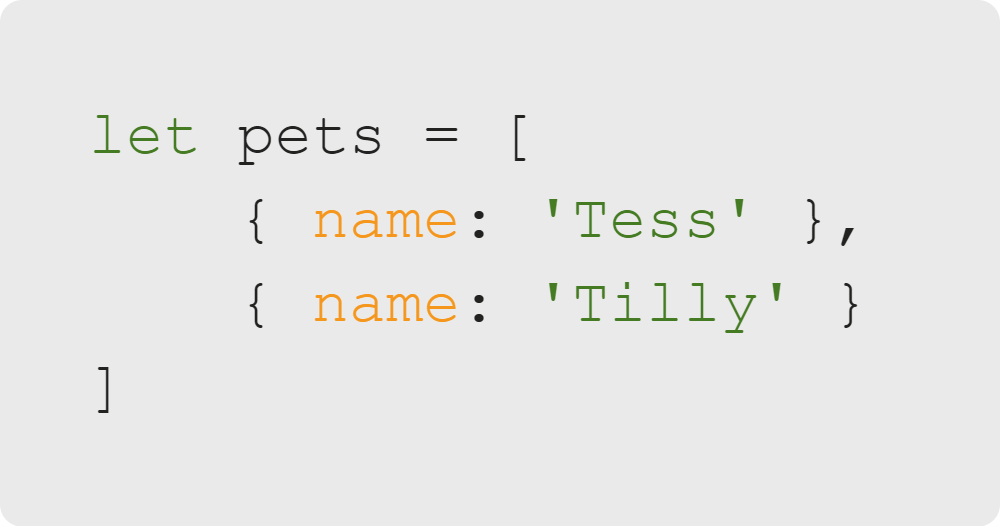 let pets = [
    { name: 'Tess' },
    { name: 'Tilly' }
]